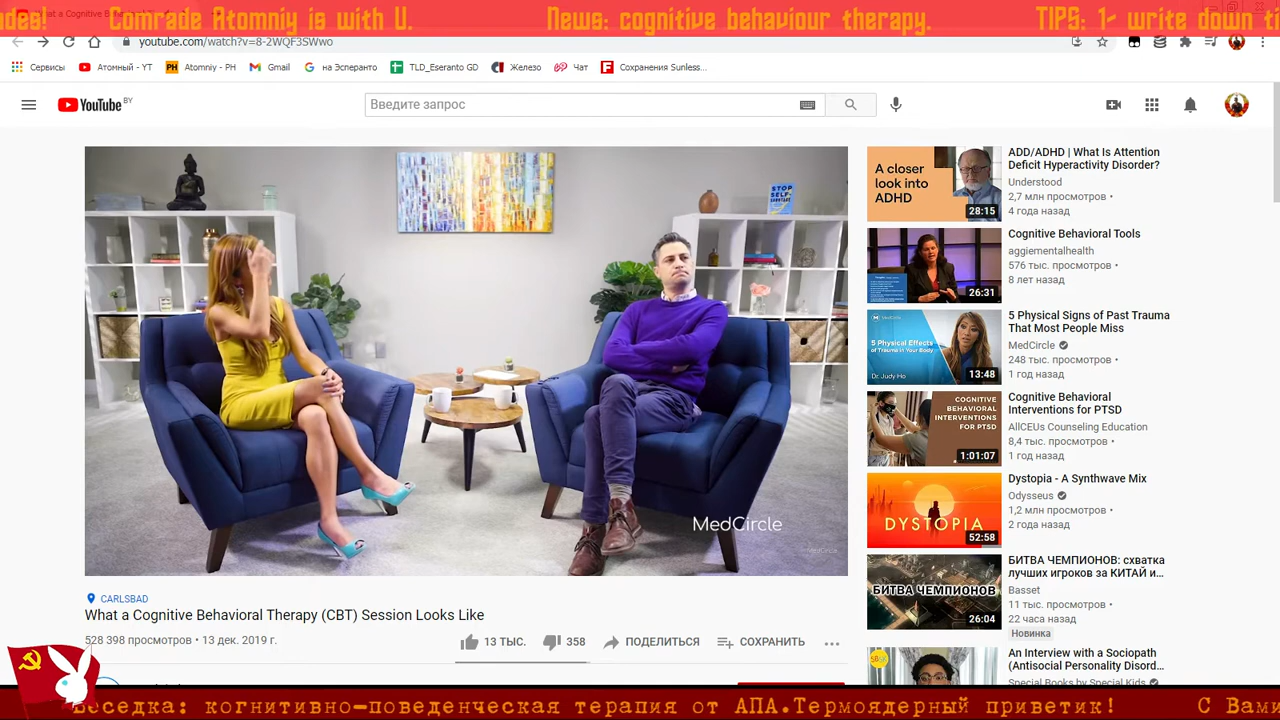 des! Comrade Atomniy is with U. News: cognitive behaviour therapy. TIPS: 1- write down t
youtube.com/watch?v=8-2WQF3SWwo
Сервисы Атомный - YT PH Atomniy - PH Gmail на Эсперанто TLD_Eseranto GD Железо Чат Сохранения Sunless...
YouTube BY
Введите запрос
STOP SELF
MedCircle
CARLSBAD
What a Cognitive Behavioral Therapy (CBT) Session Looks Like
528 398 просмотров • 13 дек. 2019 г.
13 ТЫС. 358 ПОДЕЛИТЬСЯ СОХРАНИТЬ
A closer look into ADHD
28:15
ADD/ADHD | What Is Attention
Deficit Hyperactivity Disorder?
Understood
2,7 млн просмотров •
4 года назад
26:31
Cognitive Behavioral Tools
aggiementalhealth
576 тыс. просмотров •
8 лет назад
MedCircle
5 Physical Effects
of Trauma in Your Body
Dr. Judy Ho
13:48
5 Physical Signs of Past Trauma
That Most People Miss
MedCircle
248 тыс. просмотров •
1 год назад
COGNITIVE
BEHAVIORAL
INTERVENTIONS
FOR PTSD
1:01:07
Cognitive Behavioral
Interventions for PTSD
AllCEUs Counseling Education
8,4 тыс. просмотров •
1 год назад
DYSTOPIA
52:58
Dystopia - A Synthwave Mix
Odysseus
1,2 млн просмотров •
2 года назад
БИТВА ЧЕМПИОНОВ
26:04
БИТВА ЧЕМПИОНОВ: схватка
лучших игроков за КИТАЙ и...
Basset
11 тыс. просмотров •
22 часа назад
Новинка
An Interview with a Sociopath
(Antisocial Personality Disord...
Special Books by Special Kids
Беседка: когнитивно-поведенческая терапия от АПА.Термоядерный приветик! С Вами